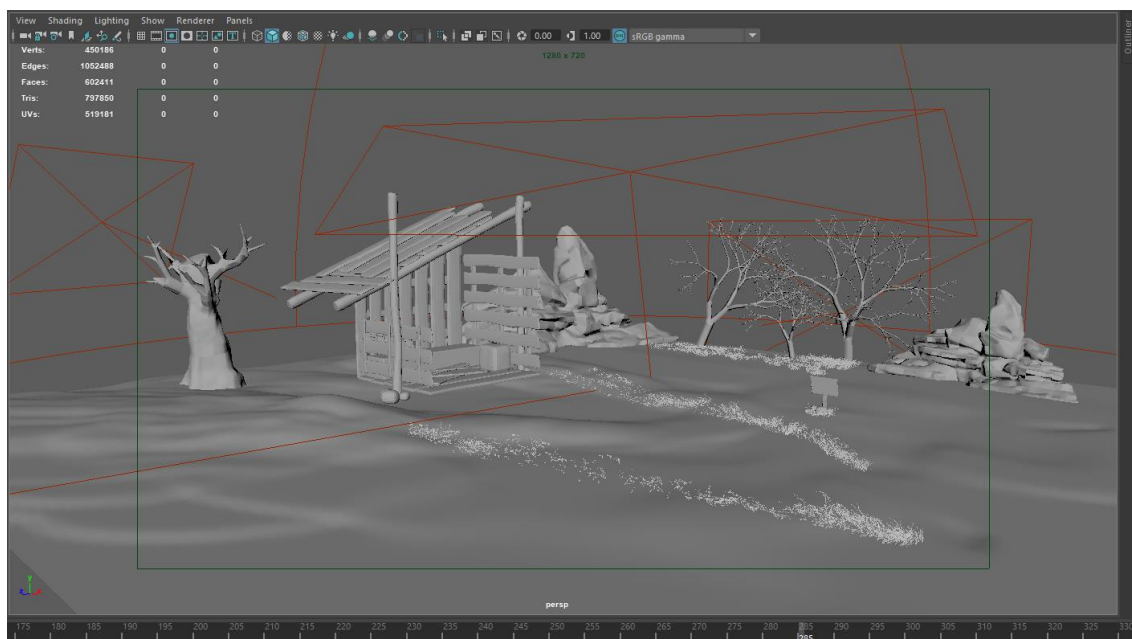 View Shading Lighting Show Renderer Panels
0.00 1.00 sRGB gamma
Outliner
1280 x 720
Verts: 450186 0 0
Edges: 1052488 0 0
Faces: 602411 0 0
Tris: 797850 0 0
UVs: 519181 0 0
y
persp
175 180 185 190 195 200 205 210 215 220 225 230 235 240 245 250 255 260 265 270 275 280 285 290 295 300 305 310 315 320 325 330
285